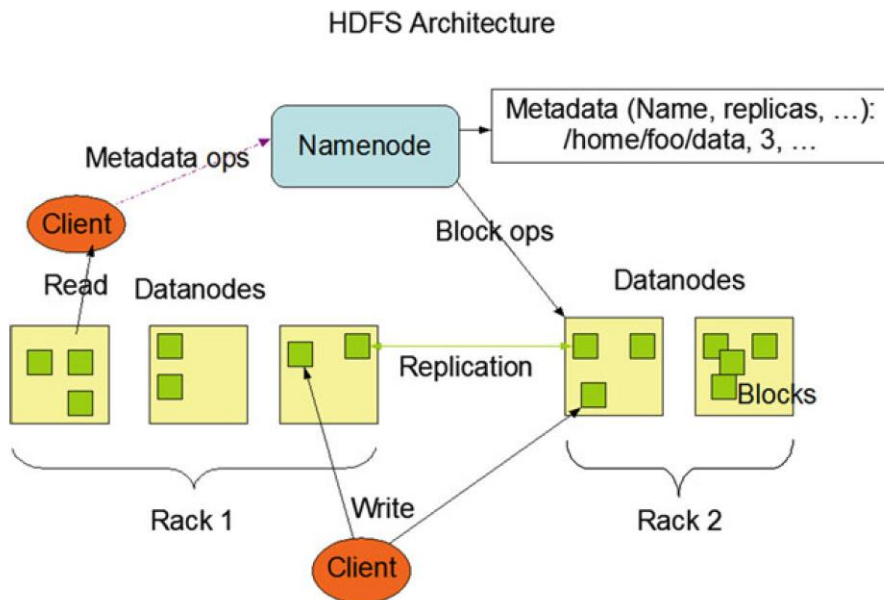 HDFS Architecture
Metadata (Name, replicas, …):
/home/foo/data, 3, …
Namenode
Metadata ops
Client
Block ops
Read
Datanodes
Datanodes
Replication
Blocks
Rack 1
Write
Rack 2
Client